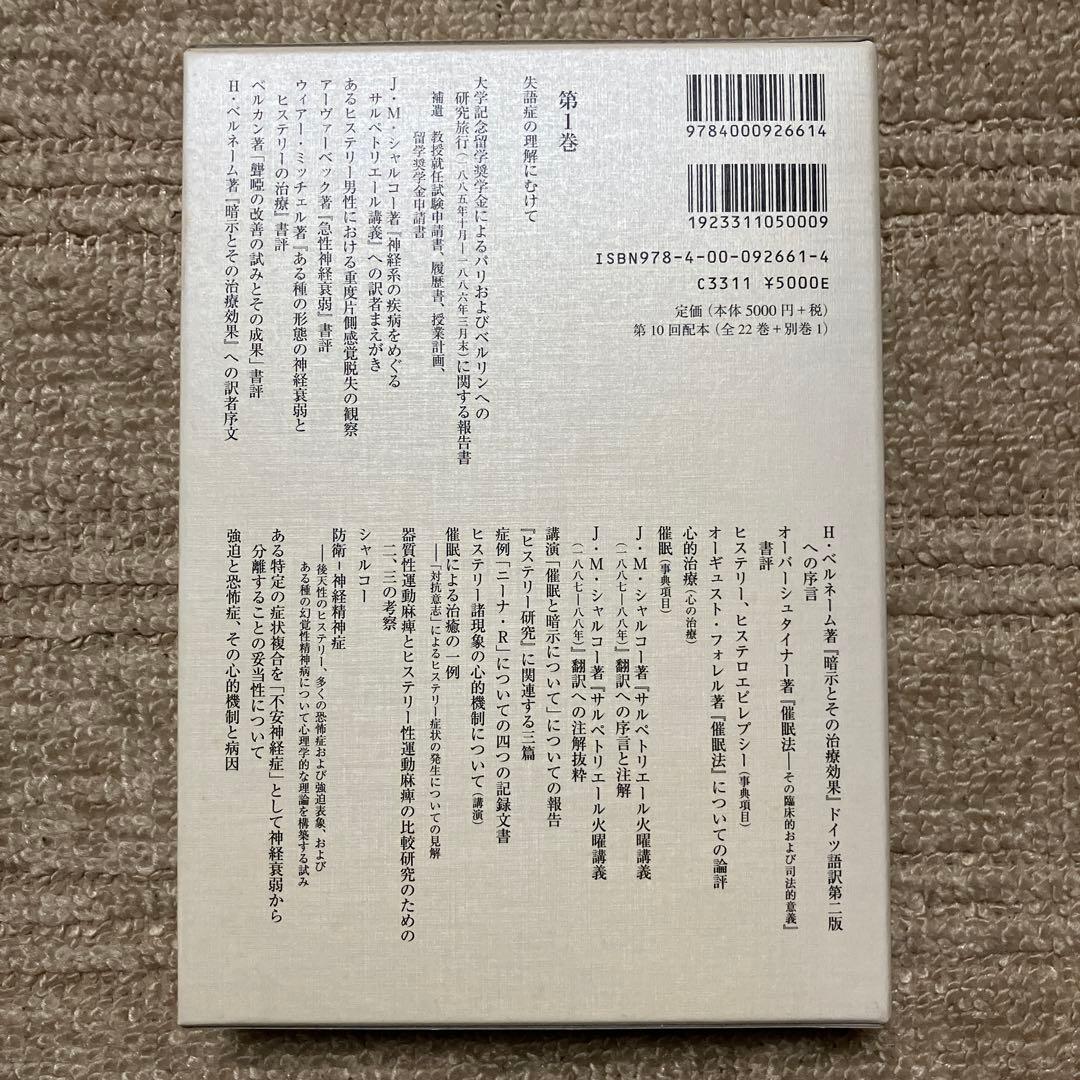 9784000926614
1923311050009
ISBN978-4-00-092661-4
C3311 ¥5000E
定価(本体5000円+税)
第10回配本(全22巻+別巻1)
第1巻
失語症の理解にむけて
大学記念留学奨学金によるパリおよびベルリンへの
研究旅行(一八八五年十月―一八八六年三月末)に関する報告書
補遺 教授就任試験申請書、履歴書、授業計画、
留学奨学金申請書
J・M・シャルコー著『神経系の疾病をめぐる
サルペトリエール講義』への訳者まえがき
あるヒステリー男性における重度片側感覚脱失の観察
アーヴァーベック著『急性神経衰弱』書評
ウィアー・ミッチェル著『ある種の形態の神経衰弱と
ヒステリーの治療』書評
ベルカン著「聾啞の改善の試みとその成果」書評
H・ベルネーム著『暗示とその治療効果』への訳者序文
H・ベルネーム著『暗示とその治療効果』ドイツ語訳第二版
への序言
オーバーシュタイナー著『催眠法――その臨床的および司法的意義』
書評
ヒステリー、ヒステロエピレプシー(事典項目)
オーギュスト・フォレル著『催眠法』についての論評
心的治療(心の治療)
催眠(事典項目)
J・M・シャルコー著『サルペトリエール火曜講義
(一八八七―八八年)』翻訳への序言と注解
J・M・シャルコー著『サルペトリエール火曜講義
(一八八七―八八年)』翻訳への注解抜粋
講演「催眠と暗示について」についての報告
『ヒステリー研究』に関連する三篇
症例「ニーナ・R」についての四つの記録文書
ヒステリー諸現象の心的機制について(講演)
催眠による治癒の一例
――「対抗意志」によるヒステリー症状の発生についての見解
器質性運動麻痺とヒステリー性運動麻痺の比較研究のための
二、三の考察
シャルコー
防衛-神経精神症
――後天性のヒステリー、多くの恐怖症および強迫表象、および
ある種の幻覚性精神病について心理学的な理論を構築する試み
ある特定の症状複合を「不安神経症」として神経衰弱から
分離することの妥当性について
強迫と恐怖症、その心的機制と病因